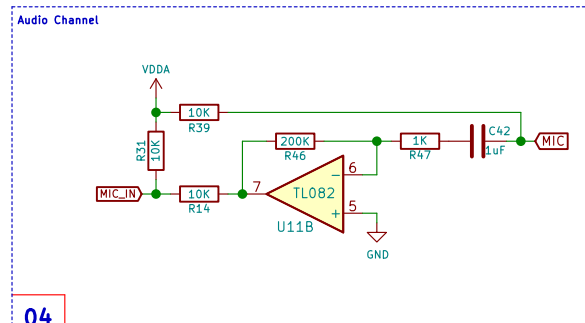 Audio Channel
VDDA
10K
R39
R31
10K
200K
R46
1K
R47
C42
1uF
MIC
MIC_IN
10K
R14
7
6
TL082
5
U11B
GND
04